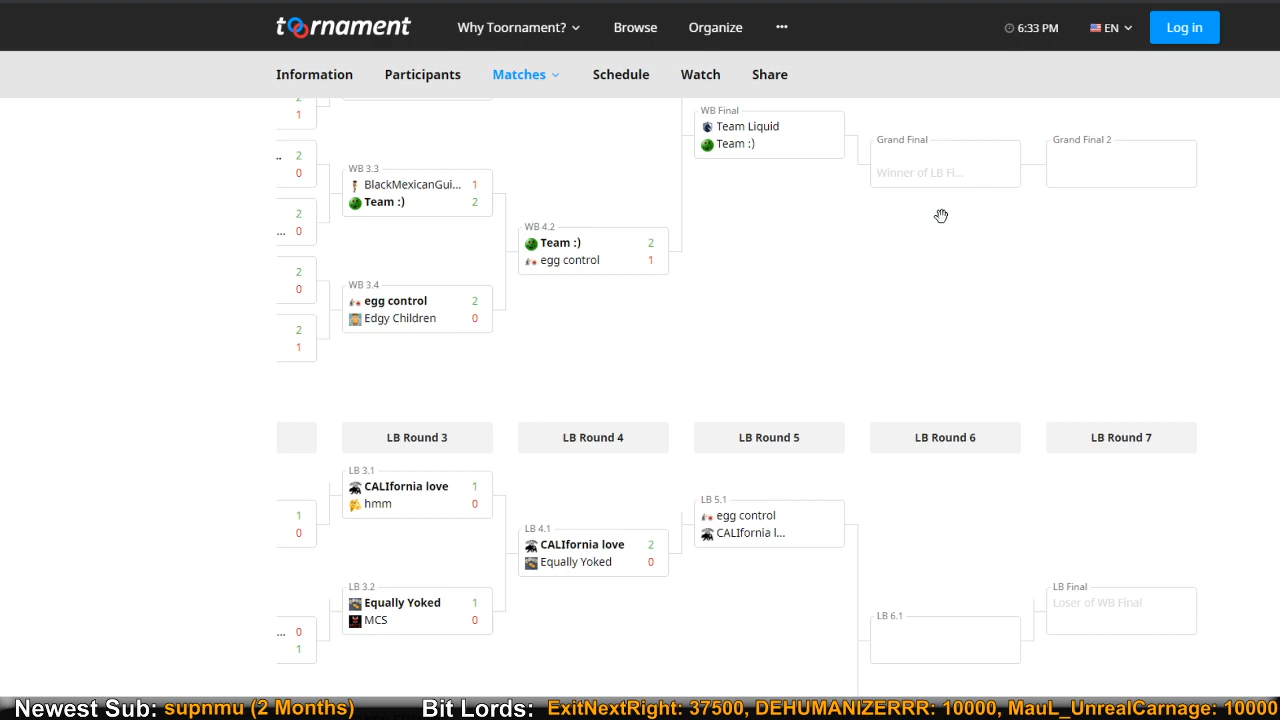 toornament
Why Toornament?
Browse
Organize
•••
6:33 PM
EN
Log in
Information
Participants
Matches
Schedule
Watch
Share
1
2
0
2
... 0
2
0
2
1
WB 3.3
BlackMexicanGui... 1
Team :) 2
WB 3.4
egg control 2
Edgy Children 0
WB 4.2
Team :) 2
egg control 1
WB Final
Team Liquid
Team :)
Grand Final
Winner of LB Fi...
Grand Final 2
LB Round 3
LB Round 4
LB Round 5
LB Round 6
LB Round 7
1
0
... 0
1
LB 3.1
CALIfornia love 1
hmm 0
LB 3.2
Equally Yoked 1
MCS 0
LB 4.1
CALIfornia love 2
Equally Yoked 0
LB 5.1
egg control
CALIfornia l...
LB 6.1
LB Final
Loser of WB Final
Newest Sub: supnmu (2 Months)
Bit Lords: ExitNextRight: 37500, DEHUMANIZERRR: 10000, MauL_UnrealCarnage: 10000